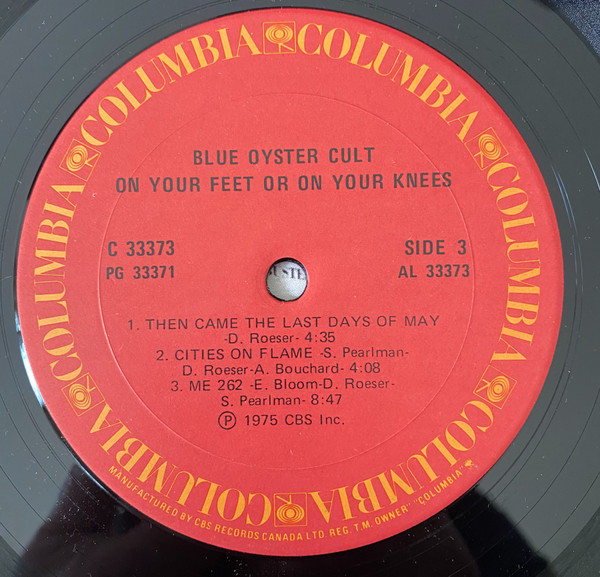 COLUMBIA COLUMBIA COLUMBIA COLUMBIA COLUMBIA COLUMBIA COLUMBIA COLUMBIA
BLUE OYSTER CULT
ON YOUR FEET OR ON YOUR KNEES
C 33373 SIDE 3
PG 33371 AL 33373
USTE
1. THEN CAME THE LAST DAYS OF MAY
-D. Roeser- 4:35
2. CITIES ON FLAME -S. Pearlman-
D. Roeser-A. Bouchard- 4:08
3. ME 262 -E. Bloom-D. Roeser-
S. Pearlman- 8:47
Ⓟ 1975 CBS Inc.
MANUFACTURED BY CBS RECORDS CANADA LTD. REG. T.M. OWNER "COLUMBIA"